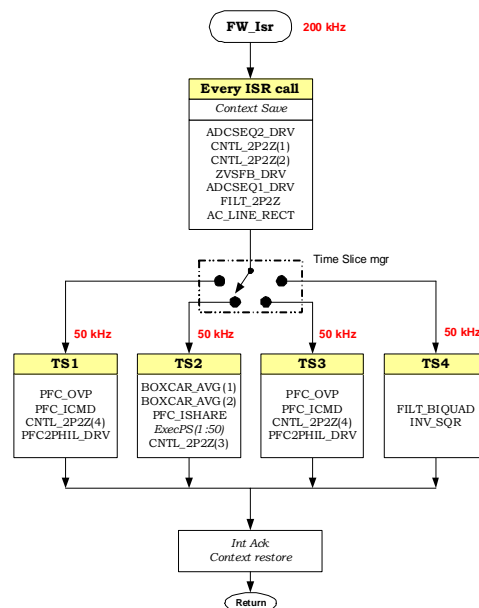 FW_Isr
200 kHz
Every ISR call
Context Save
ADCSEQ2_DRV
CNTL_2P2Z(1)
CNTL_2P2Z(2)
ZVSFB_DRV
ADCSEQ1_DRV
FILT_2P2Z
AC_LINE_RECT
Time Slice mgr
50 kHz
50 kHz
50 kHz
50 kHz
TS1
PFC_OVP
PFC_ICMD
CNTL_2P2Z(4)
PFC2PHIL_DRV
TS2
BOXCAR_AVG (1)
BOXCAR_AVG (2)
PFC_ISHARE
ExecPS(1:50)
CNTL_2P2Z(3)
TS3
PFC_OVP
PFC_ICMD
CNTL_2P2Z(4)
PFC2PHIL_DRV
TS4
FILT_BIQUAD
INV_SQR
Int Ack
Context restore
Return